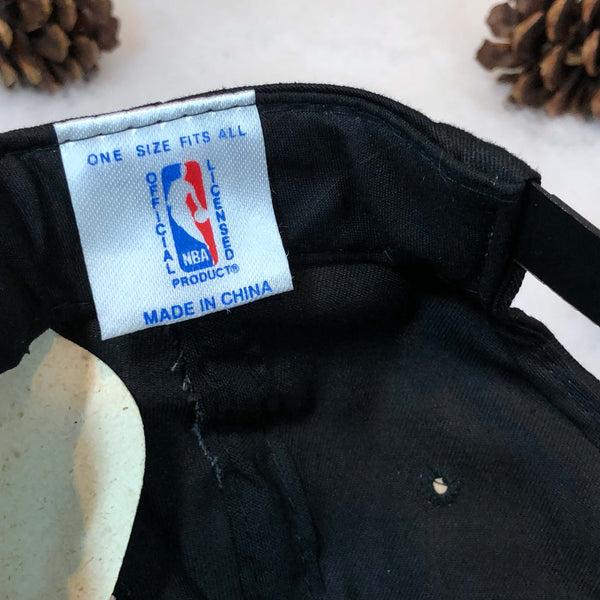 ONE SIZE FITS ALL
OFFICIAL
LICENSED
NBA
PRODUCT®
MADE IN CHINA